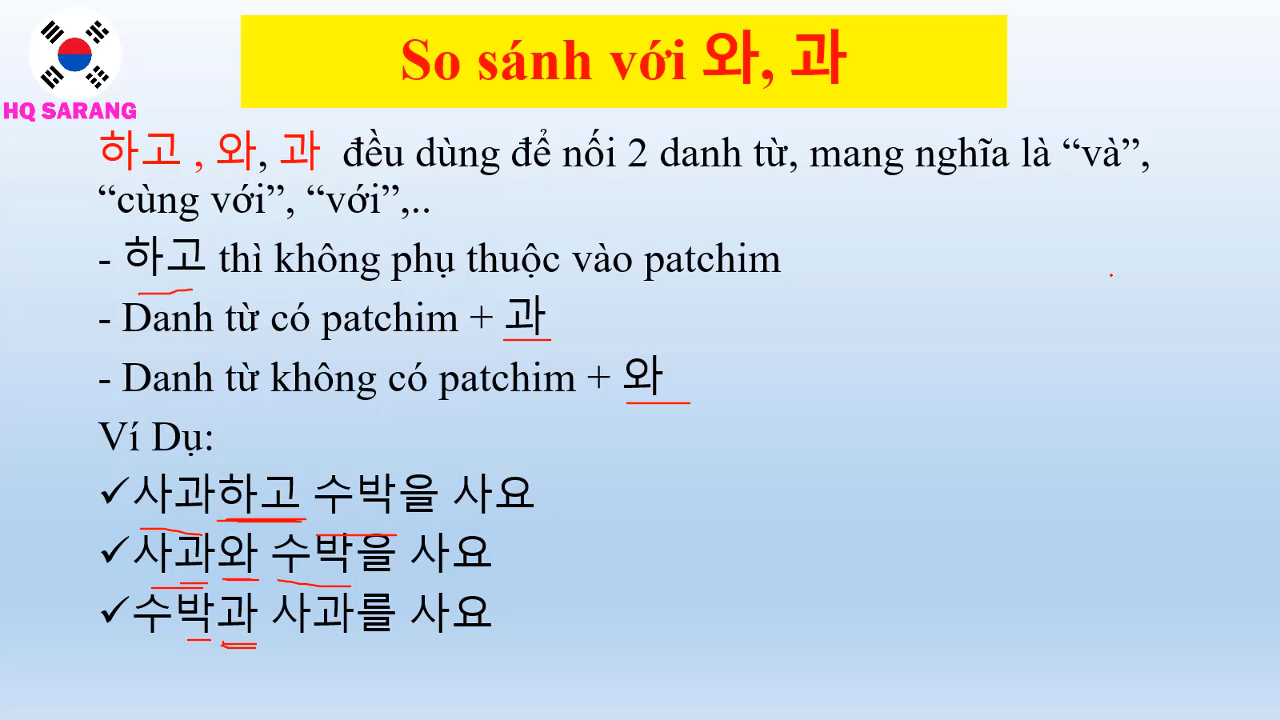 HQ SARANG
So sánh với 와, 과
하고 , 와, 과 đều dùng để nối 2 danh từ, mang nghĩa là “và”,
“cùng với”, “với”,..
- 하고 thì không phụ thuộc vào patchim
- Danh từ có patchim + 과
- Danh từ không có patchim + 와
Ví Dụ:
✓사과하고 수박을 사요
✓사과와 수박을 사요
✓수박과 사과를 사요